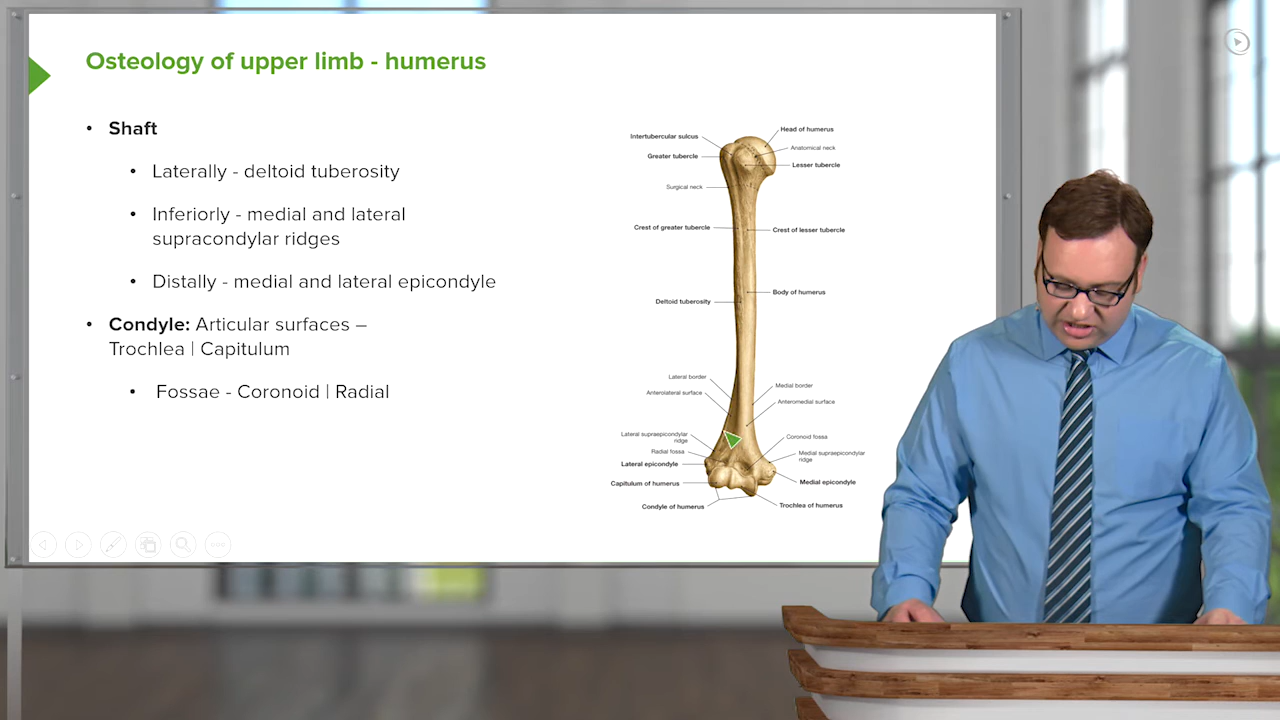 Osteology of upper limb - humerus
• Shaft
• Laterally - deltoid tuberosity
• Inferiorly - medial and lateral
supracondylar ridges
• Distally - medial and lateral epicondyle
• Condyle: Articular surfaces –
Trochlea | Capitulum
• Fossae - Coronoid | Radial
Head of humerus
Intertubercular sulcus
Anatomical neck
Greater tubercle
Lesser tubercle
Surgical neck
Crest of greater tubercle
Crest of lesser tubercle
Body of humerus
Deltoid tuberosity
Lateral border
Medial border
Anterolateral surface
Anteromedial surface
Lateral supraepicondylar
ridge
Coronoid fossa
Radial fossa
Medial supraepicondylar
ridge
Lateral epicondyle
Capitulum of humerus
Medial epicondyle
Condyle of humerus
Trochlea of humerus